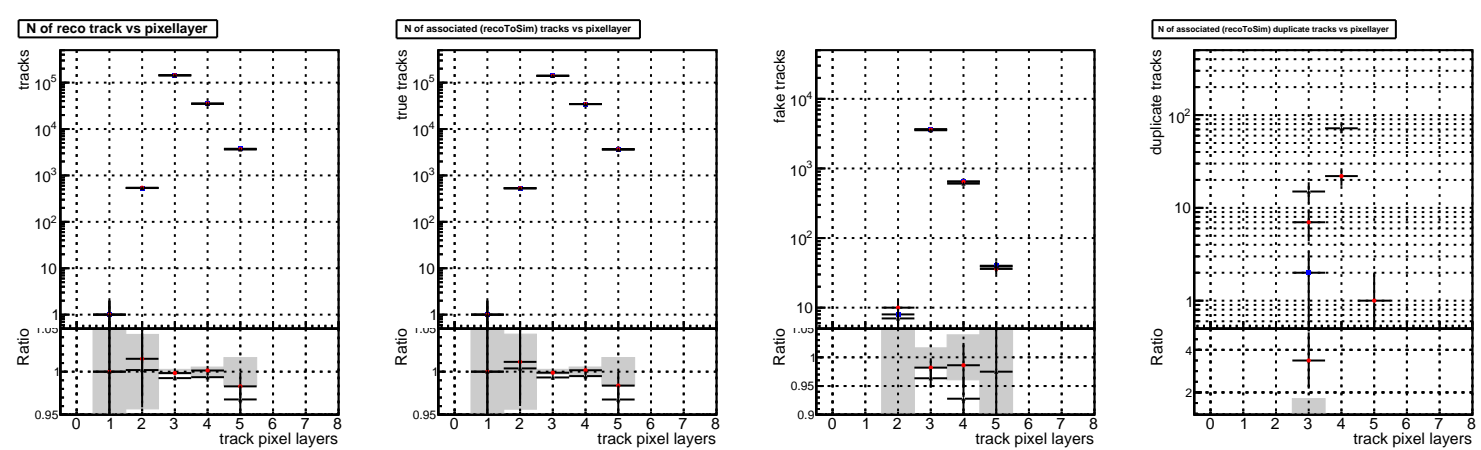 N of reco track vs pixellayer
tracks
10^5
10^4
10^3
10^2
10
1
Ratio
1.05
1
0.95
0 1 2 3 4 5 6 7 8
track pixel layers
N of associated (recoToSim) tracks vs pixellayer
true tracks
10^5
10^4
10^3
10^2
10
1
Ratio
1.05
1
0.95
0 1 2 3 4 5 6 7 8
track pixel layers
fake tracks
10^4
10^3
10^2
10
Ratio
1.05
1
0.95
0.9
0 1 2 3 4 5 6 7 8
track pixel layers
N of associated (recoToSim) duplicate tracks vs pixellayer
duplicate tracks
10^2
10
1
Ratio
4
2
0 1 2 3 4 5 6 7 8
track pixel layers